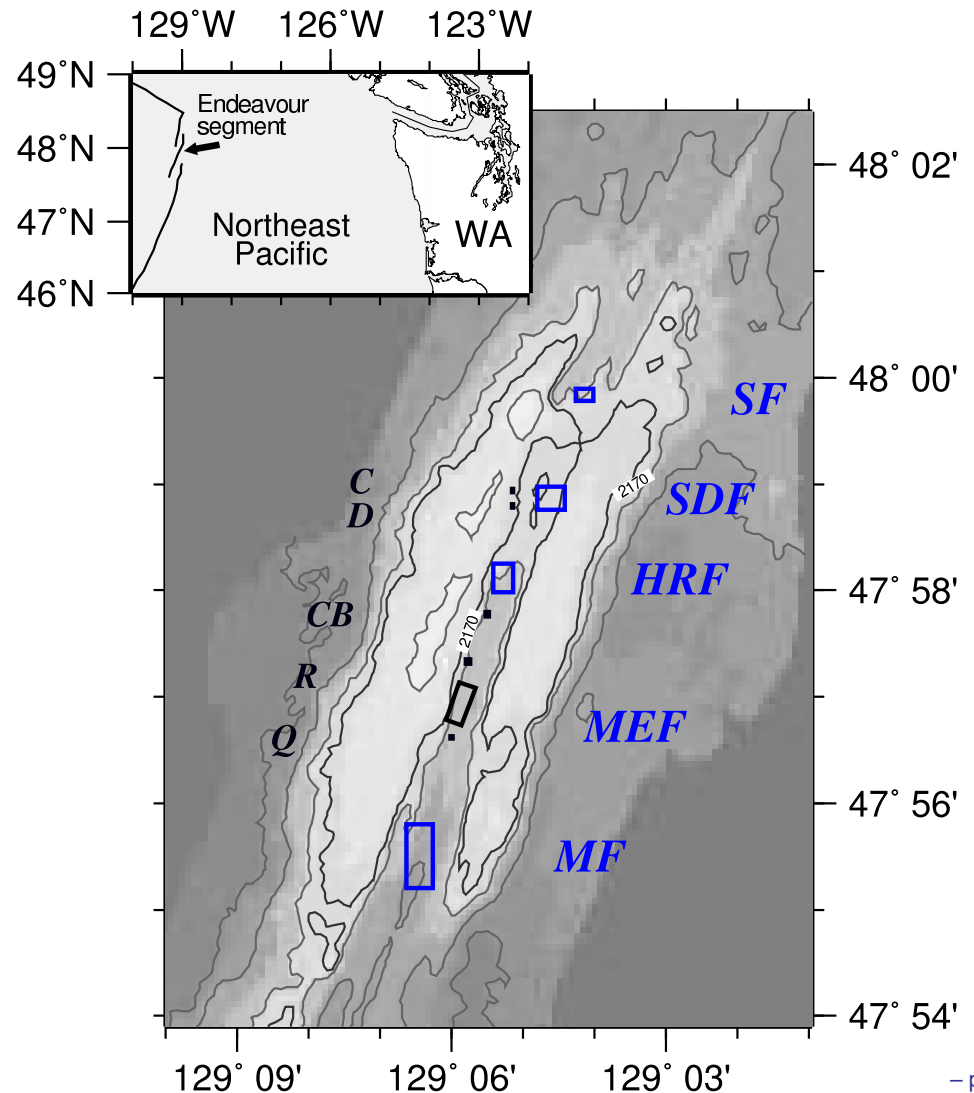 129˚W 126˚W 123˚W
49˚N
48˚N
47˚N
46˚N
Endeavour
segment
Northeast
Pacific
WA
48˚ 02'
48˚ 00'
47˚ 58'
47˚ 56'
47˚ 54'
SF
2170
SDF
C
D
HRF
CB
2170
R
MEF
Q
MF
129˚ 09' 129˚ 06' 129˚ 03'
– p